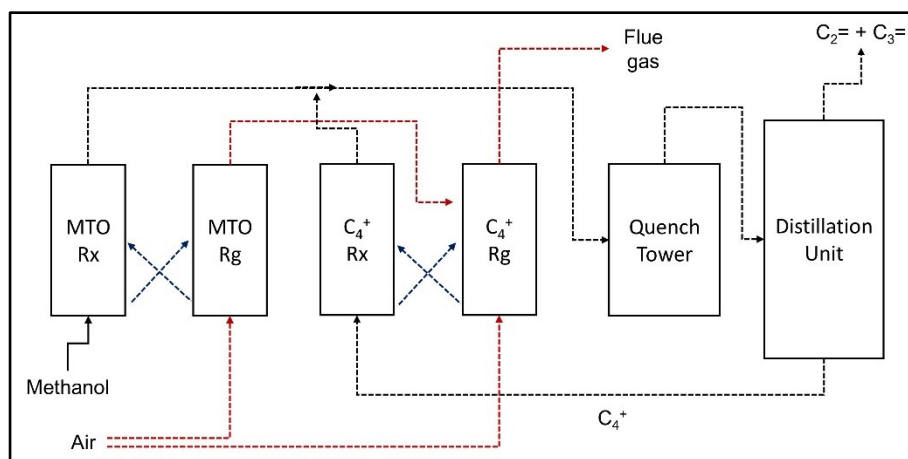 Flue
gas
C₂= + C₃=
MTO
Rx
MTO
Rg
C₄⁺
Rx
C₄⁺
Rg
Quench
Tower
Distillation
Unit
Methanol
Air
C₄⁺